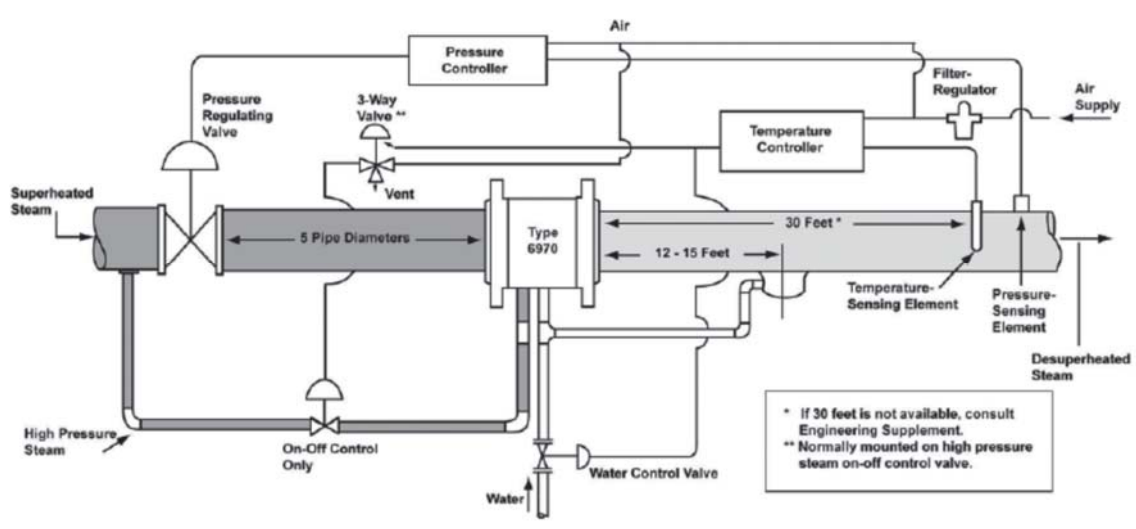 Air
Pressure
Controller
Filter-
Regulator
Air
Supply
Pressure
Regulating
Valve
3-Way
Valve **
Temperature
Controller
Vent
Superheated
Steam
5 Pipe Diameters
Type
6970
30 Feet *
12 - 15 Feet
Temperature-
Sensing Element
Pressure-
Sensing
Element
Desuperheated
Steam
High Pressure
Steam
On-Off Control
Only
Water Control Valve
Water
* If 30 feet is not available, consult
Engineering Supplement.
** Normally mounted on high pressure
steam on-off control valve.